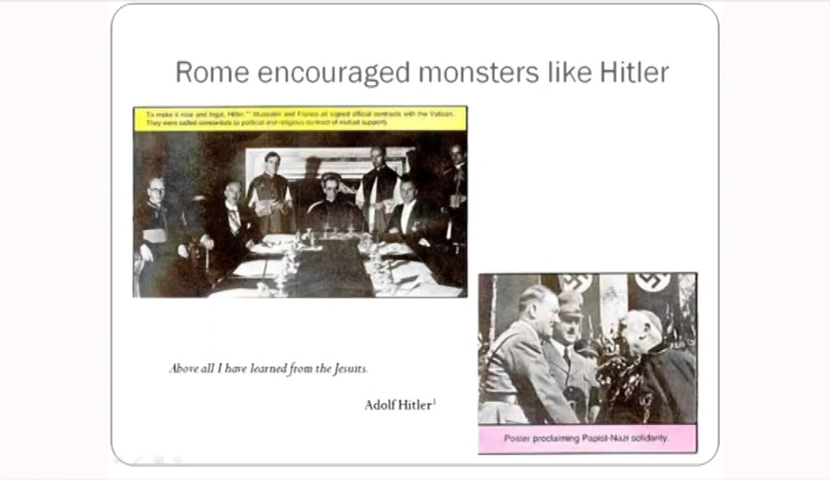 Rome encouraged monsters like Hitler
To make it nice and legal, Hitler,** Mussolini and Franco all signed official contracts with the Vatican.
They were called concordats (a political and religious contract of mutual support).
Above all I have learned from the Jesuits.
Adolf Hitler¹
Poster proclaiming Papist-Nazi solidarity.